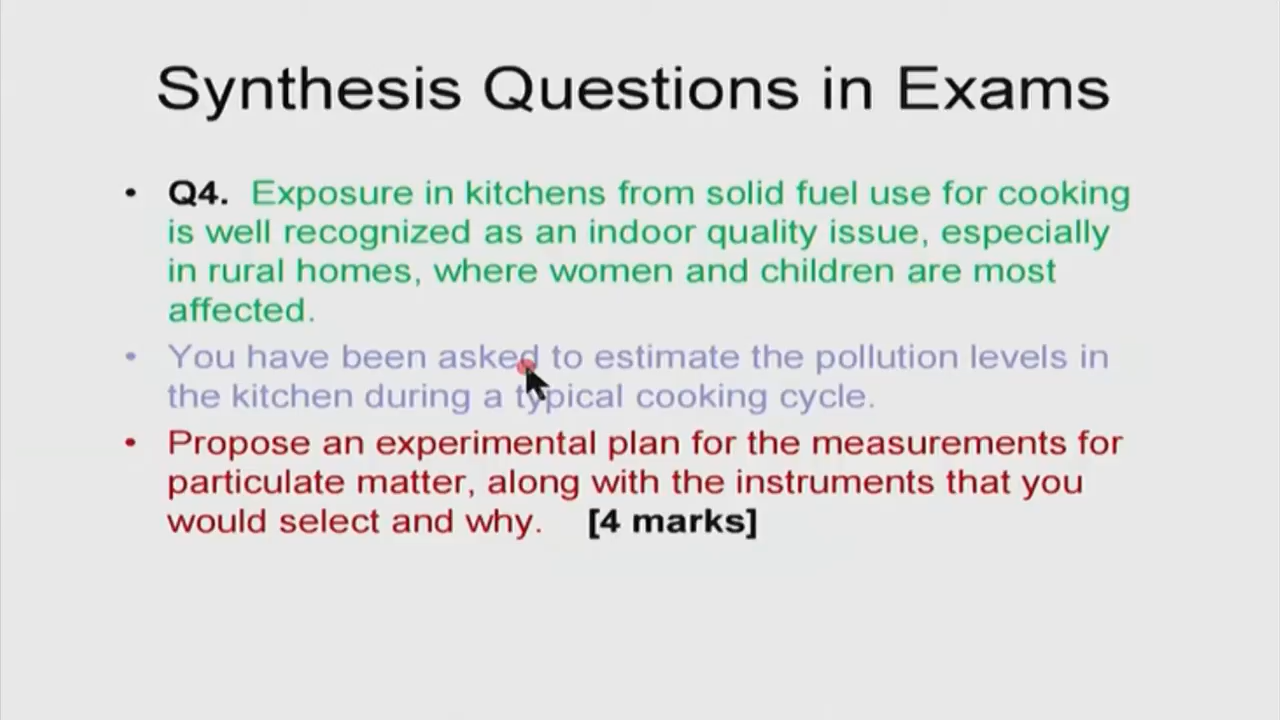 Synthesis Questions in Exams
• Q4. Exposure in kitchens from solid fuel use for cooking
is well recognized as an indoor quality issue, especially
in rural homes, where women and children are most
affected.
• You have been asked to estimate the pollution levels in
the kitchen during a typical cooking cycle.
• Propose an experimental plan for the measurements for
particulate matter, along with the instruments that you
would select and why. [4 marks]